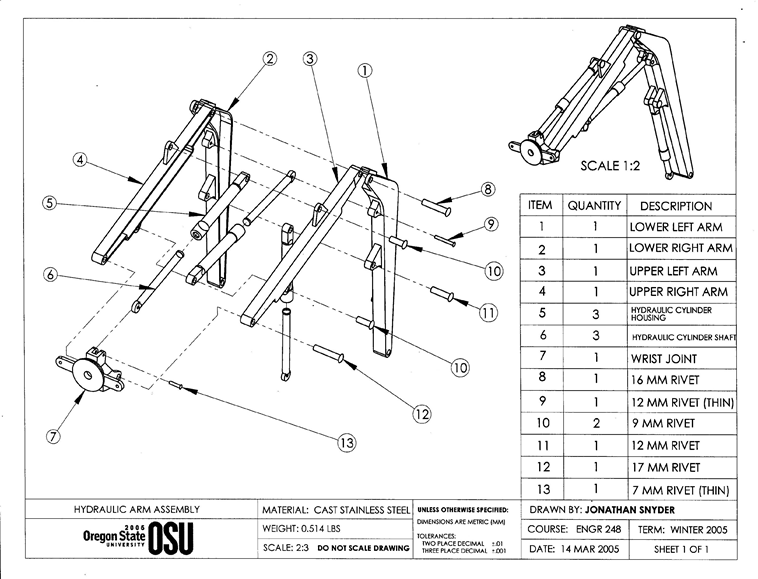 2
3
1
4
5
6
7
8
9
10
11
10
12
13
SCALE 1:2
ITEM QUANTITY DESCRIPTION
1 1 LOWER LEFT ARM
2 1 LOWER RIGHT ARM
3 1 UPPER LEFT ARM
4 1 UPPER RIGHT ARM
5 3 HYDRAULIC CYLINDER HOUSING
6 3 HYDRAULIC CYLINDER SHAFT
7 1 WRIST JOINT
8 1 16 MM RIVET
9 1 12 MM RIVET (THIN)
10 2 9 MM RIVET
11 1 12 MM RIVET
12 1 17 MM RIVET
13 1 7 MM RIVET (THIN)
HYDRAULIC ARM ASSEMBLY
2005
Oregon State OSU
UNIVERSITY
MATERIAL: CAST STAINLESS STEEL
WEIGHT: 0.514 LBS
SCALE: 2:3 DO NOT SCALE DRAWING
UNLESS OTHERWISE SPECIFIED:
DIMENSIONS ARE METRIC (MM)
TOLERANCES:
TWO PLACE DECIMAL ±.01
THREE PLACE DECIMAL ±.001
DRAWN BY: JONATHAN SNYDER
COURSE: ENGR 248 TERM: WINTER 2005
DATE: 14 MAR 2005 SHEET 1 OF 1